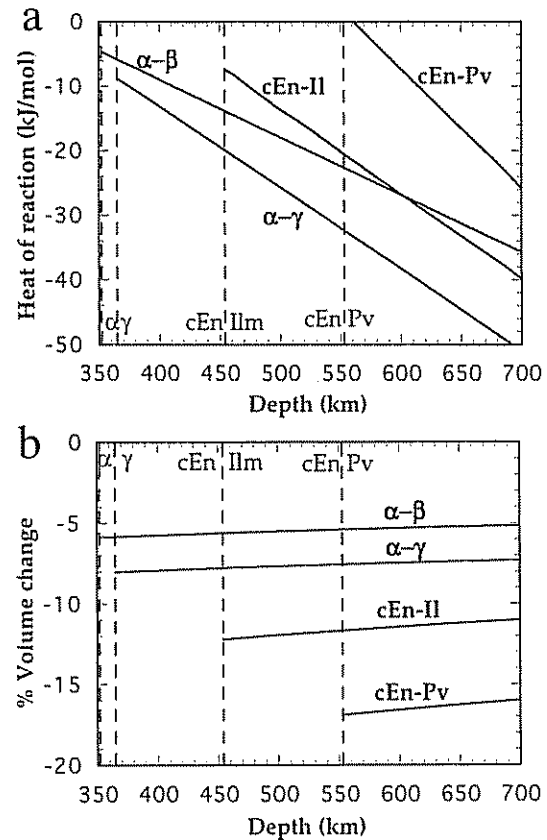 a
0
-10
-20
-30
-40
-50
Heat of reaction (kJ/mol)
α–β
cEn-Il
cEn-Pv
α–γ
α γ
cEn Ilm
cEn Pv
350 400 450 500 550 600 650 700
Depth (km)
b
0
-5
-10
-15
-20
% Volume change
α γ
cEn Ilm
cEn Pv
α–β
α–γ
cEn-Il
cEn-Pv
350 400 450 500 550 600 650 700
Depth (km)